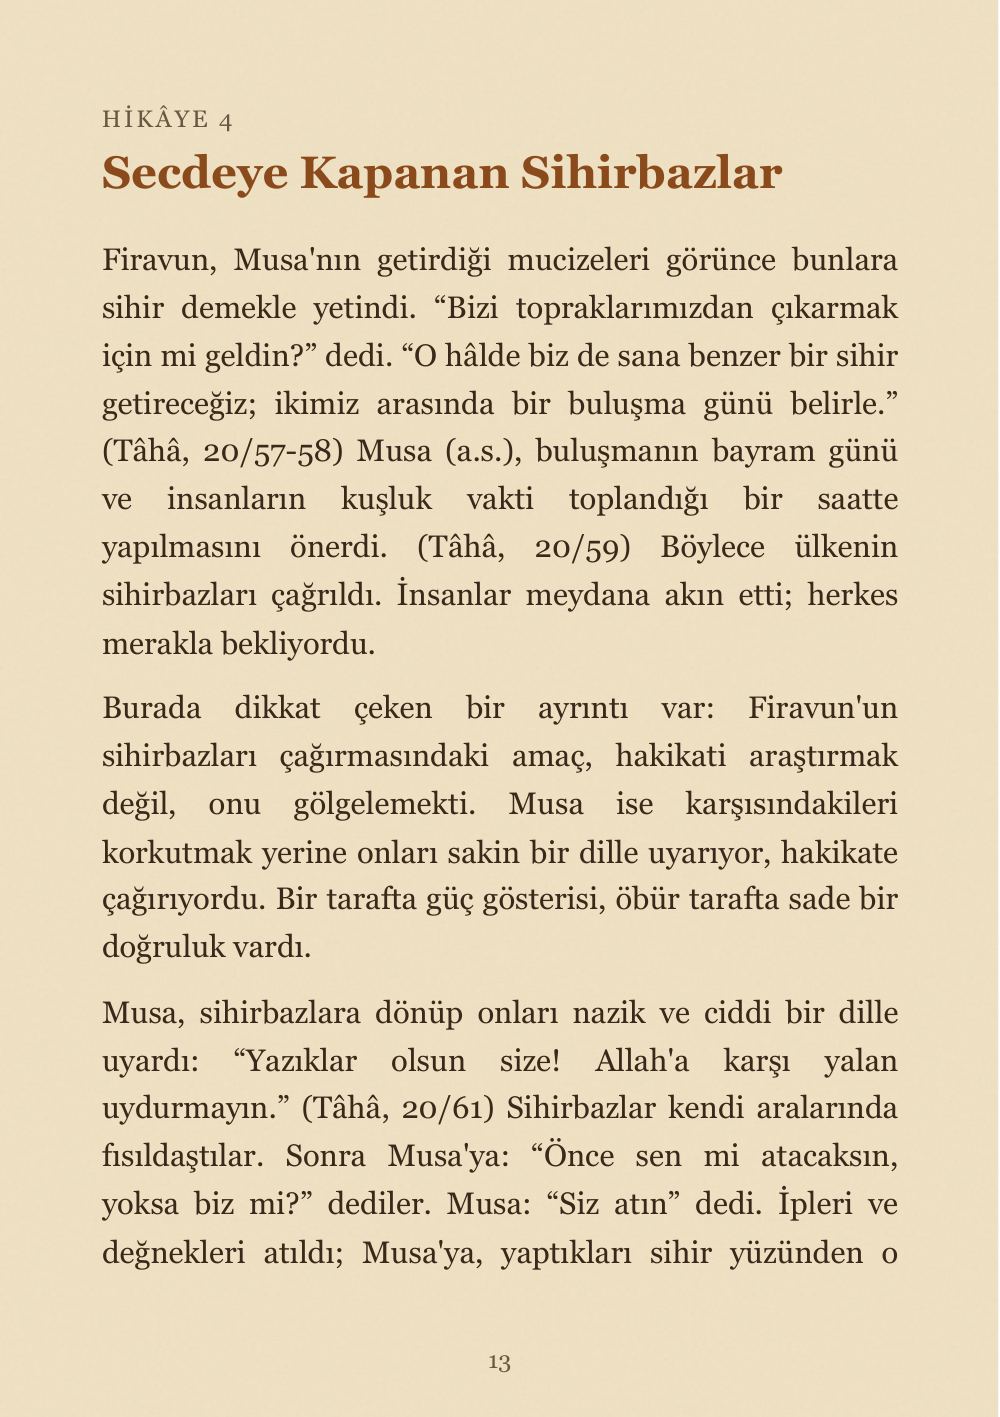 HİKÂYE 4
Secdeye Kapanan Sihirbazlar
Firavun, Musa'nın getirdiği mucizeleri görünce bunlara
sihir demekle yetindi. “Bizi topraklarımızdan çıkarmak
için mi geldin?” dedi. “O hâlde biz de sana benzer bir sihir
getireceğiz; ikimiz arasında bir buluşma günü belirle.”
(Tâhâ, 20/57-58) Musa (a.s.), buluşmanın bayram günü
ve insanların kuşluk vakti toplandığı bir saatte
yapılmasını önerdi. (Tâhâ, 20/59) Böylece ülkenin
sihirbazları çağrıldı. İnsanlar meydana akın etti; herkes
merakla bekliyordu.
Burada dikkat çeken bir ayrıntı var: Firavun'un
sihirbazları çağırmasındaki amaç, hakikati araştırmak
değil, onu gölgelemekti. Musa ise karşısındakileri
korkutmak yerine onları sakin bir dille uyarıyor, hakikate
çağırıyordu. Bir tarafta güç gösterisi, öbür tarafta sade bir
doğruluk vardı.
Musa, sihirbazlara dönüp onları nazik ve ciddi bir dille
uyardı: “Yazıklar olsun size! Allah'a karşı yalan
uydurmayın.” (Tâhâ, 20/61) Sihirbazlar kendi aralarında
fısıldaştılar. Sonra Musa'ya: “Önce sen mi atacaksın,
yoksa biz mi?” dediler. Musa: “Siz atın” dedi. İpleri ve
değnekleri atıldı; Musa'ya, yaptıkları sihir yüzünden o
13